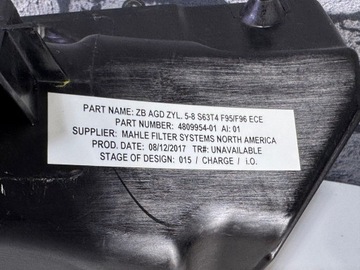 PART NAME: ZB AGD ZYL. 5-8 S63T4 F95/F96 ECE
PART NUMBER: 4809954-01 AI: 01
SUPPLIER: MAHLE FILTER SYSTEMS NORTH AMERICA
PROD. DATE: 08/12/2017 TR#: UNAVAILABLE
STAGE OF DESIGN: 015 / CHARGE / i.O.